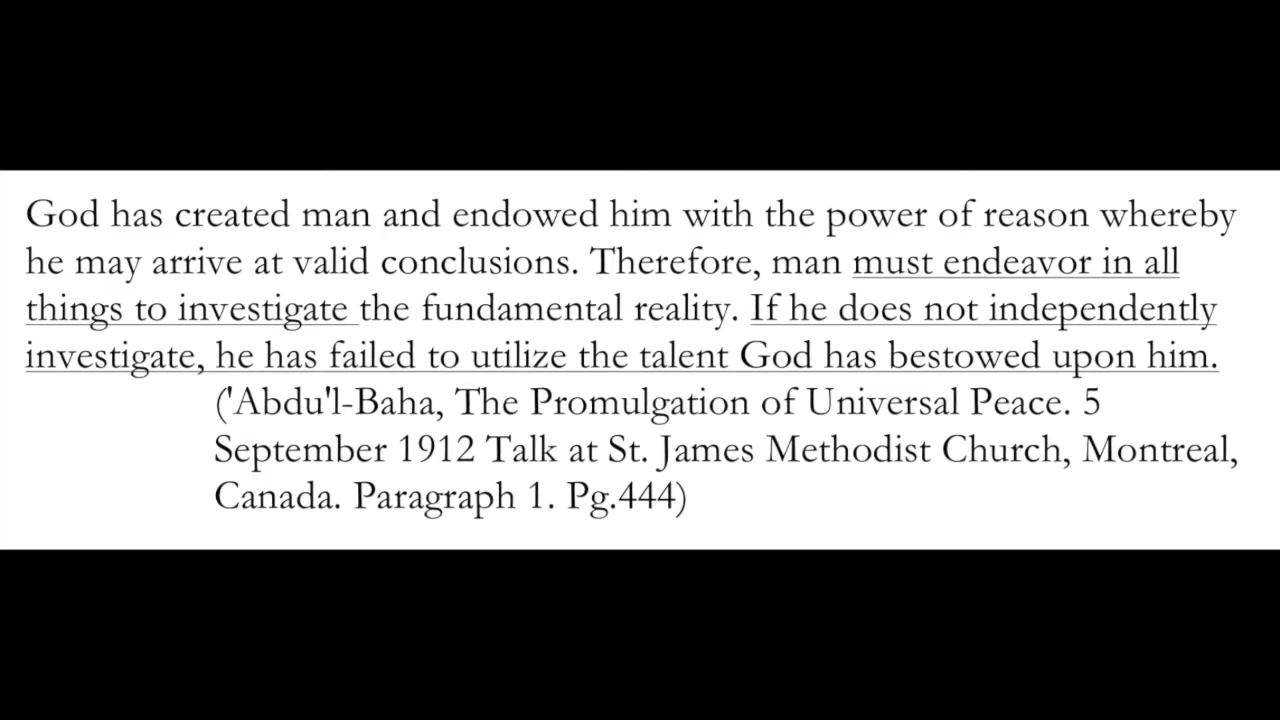 God has created man and endowed him with the power of reason whereby
he may arrive at valid conclusions. Therefore, man must endeavor in all
things to investigate the fundamental reality. If he does not independently
investigate, he has failed to utilize the talent God has bestowed upon him.
('Abdu'l-Baha, The Promulgation of Universal Peace. 5
September 1912 Talk at St. James Methodist Church, Montreal,
Canada. Paragraph 1. Pg.444)